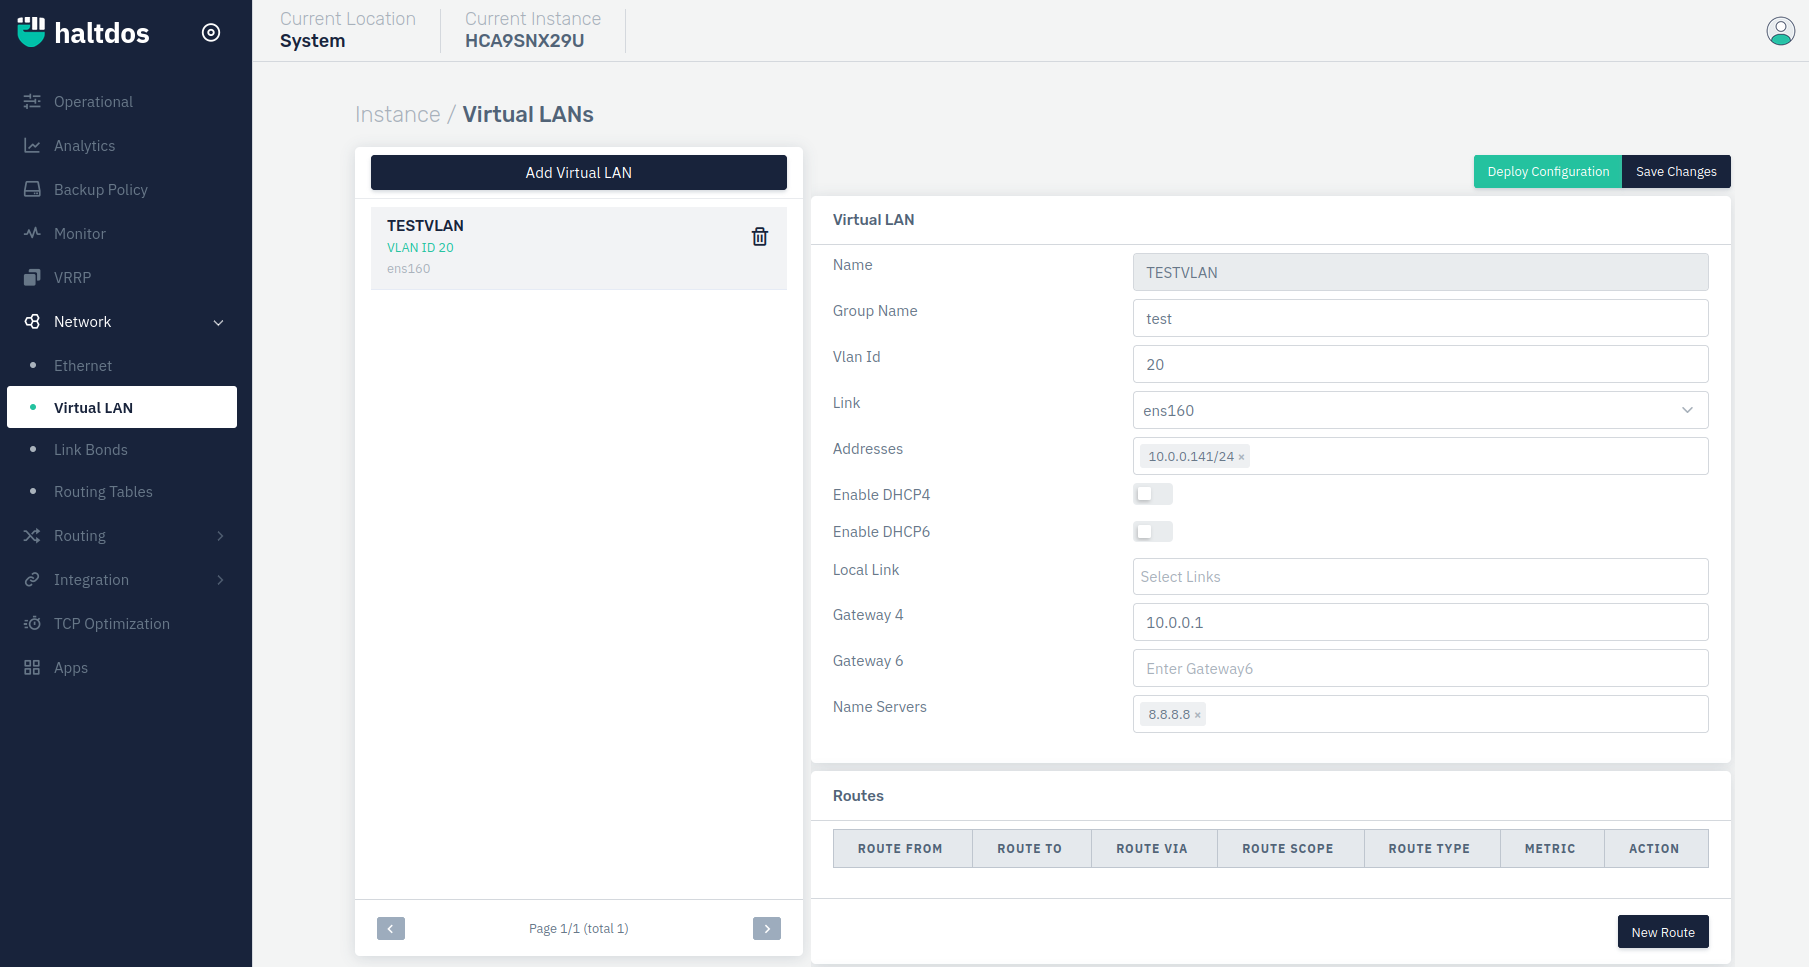 haltdos
Current Location
System
Current Instance
HCA9SNX29U
Operational
Analytics
Backup Policy
Monitor
VRRP
Network
Ethernet
Virtual LAN
Link Bonds
Routing Tables
Routing
Integration
TCP Optimization
Apps
Instance / Virtual LANs
Add Virtual LAN
TESTVLAN
VLAN ID 20
ens160
Page 1/1 (total 1)
Deploy Configuration
Save Changes
Virtual LAN
Name
TESTVLAN
Group Name
test
Vlan Id
20
Link
ens160
Addresses
10.0.0.141/24 ×
Enable DHCP4
Enable DHCP6
Local Link
Select Links
Gateway 4
10.0.0.1
Gateway 6
Enter Gateway6
Name Servers
8.8.8.8 ×
Routes
ROUTE FROM ROUTE TO ROUTE VIA ROUTE SCOPE ROUTE TYPE METRIC ACTION
New Route